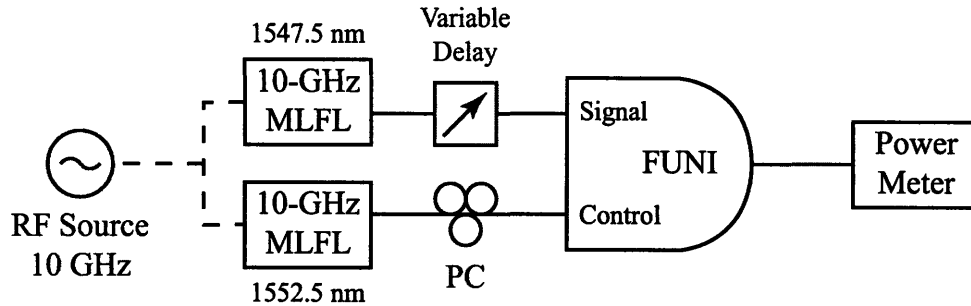 1547.5 nm
10-GHz
MLFL
Variable
Delay
Signal
FUNI
Control
Power
Meter
RF Source
10 GHz
10-GHz
MLFL
1552.5 nm
PC